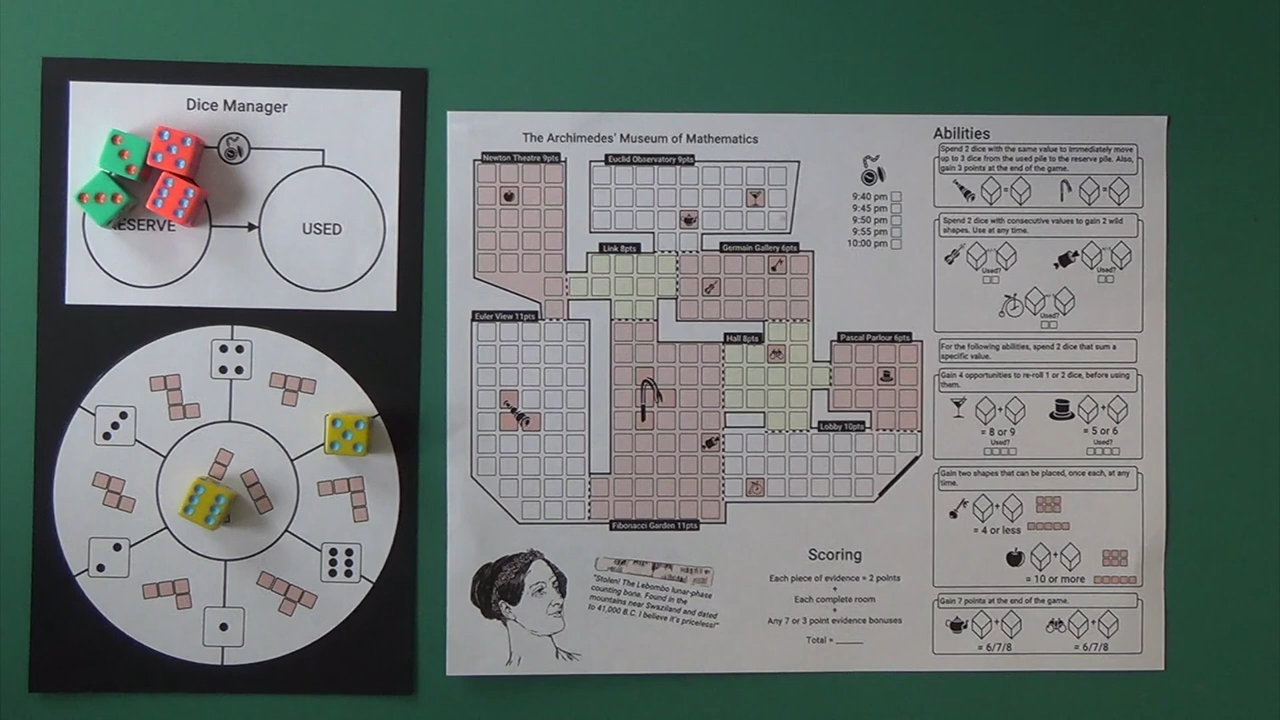 Dice Manager
RESERVE
USED
The Archimedes' Museum of Mathematics
Newton Theatre 9pts
Euclid Observatory 9pts
Link 8pts
Germain Gallery 6pts
Euler View 11pts
Hall 8pts
Pascal Parlour 6pts
Lobby 10pts
Fibonacci Garden 11pts
9:40 pm
9:45 pm
9:50 pm
9:55 pm
10:00 pm
"Stolen! The Lebombo lunar-phase
counting bone. Found in the
mountains near Swaziland and dated
to 41,000 B.C. I believe it's priceless!"
Scoring
Each piece of evidence = 2 points
+
Each complete room
+
Any 7 or 3 point evidence bonuses
Total = ______
Abilities
Spend 2 dice with the same value to immediately move
up to 3 dice from the used pile to the reserve pile. Also,
gain 3 points at the end of the game.
= =
Spend 2 dice with consecutive values to gain 2 wild
shapes. Use at any time.
Used? Used?
Used?
For the following abilities, spend 2 dice that sum a
specific value.
Gain 4 opportunities to re-roll 1 or 2 dice, before using
them.
+ +
= 8 or 9 = 5 or 6
Used? Used?
Gain two shapes that can be placed, once each, at any
time.
+
= 4 or less
+
= 10 or more
Gain 7 points at the end of the game.
+ +
= 6/7/8 = 6/7/8